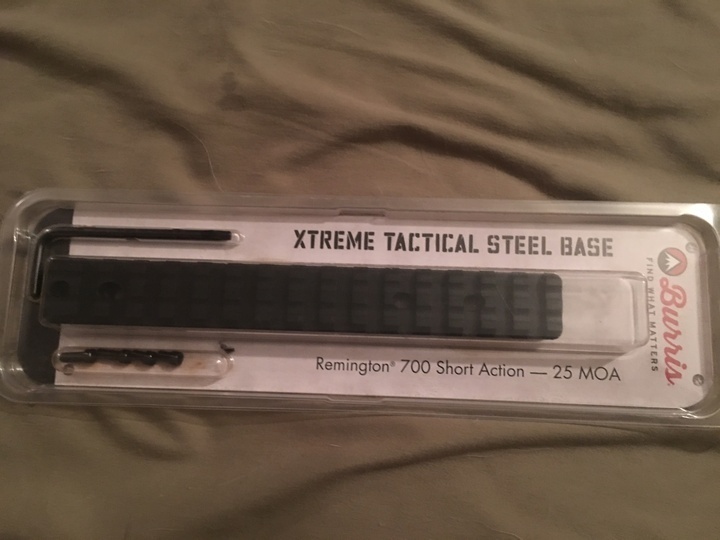 XTREME TACTICAL STEEL BASE
Remington® 700 Short Action — 25 MOA
Burris
FIND WHAT MATTERS